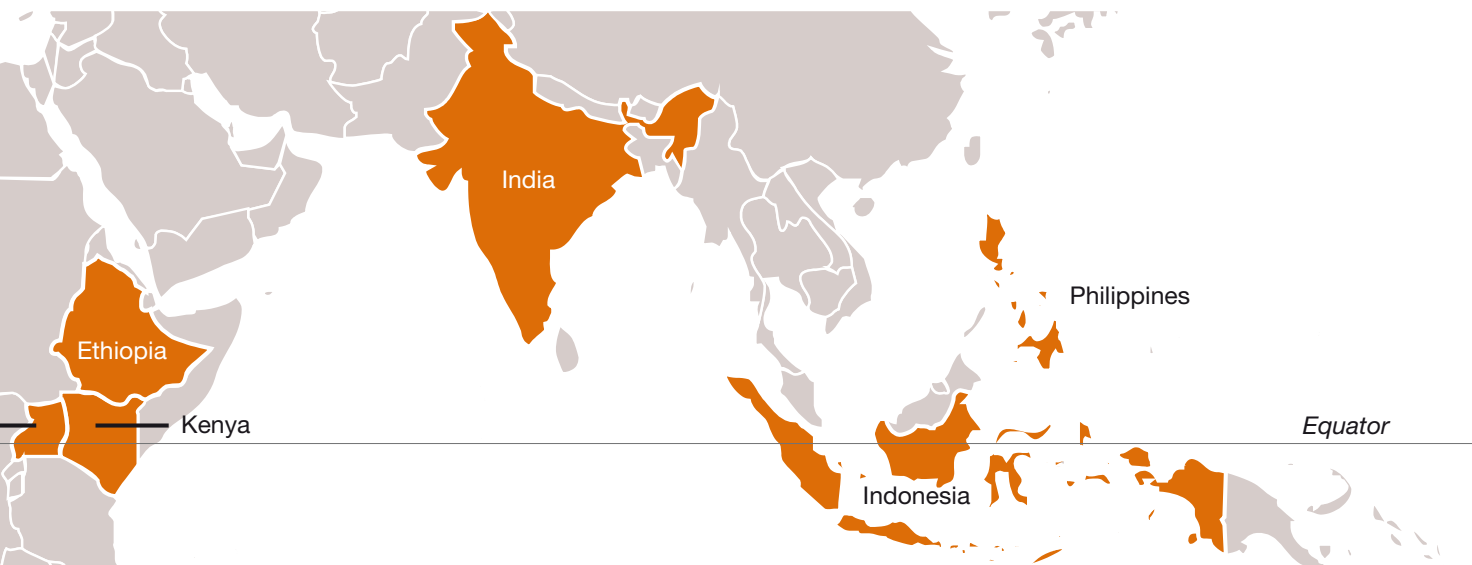 India
Philippines
Ethiopia
Kenya
Equator
Indonesia